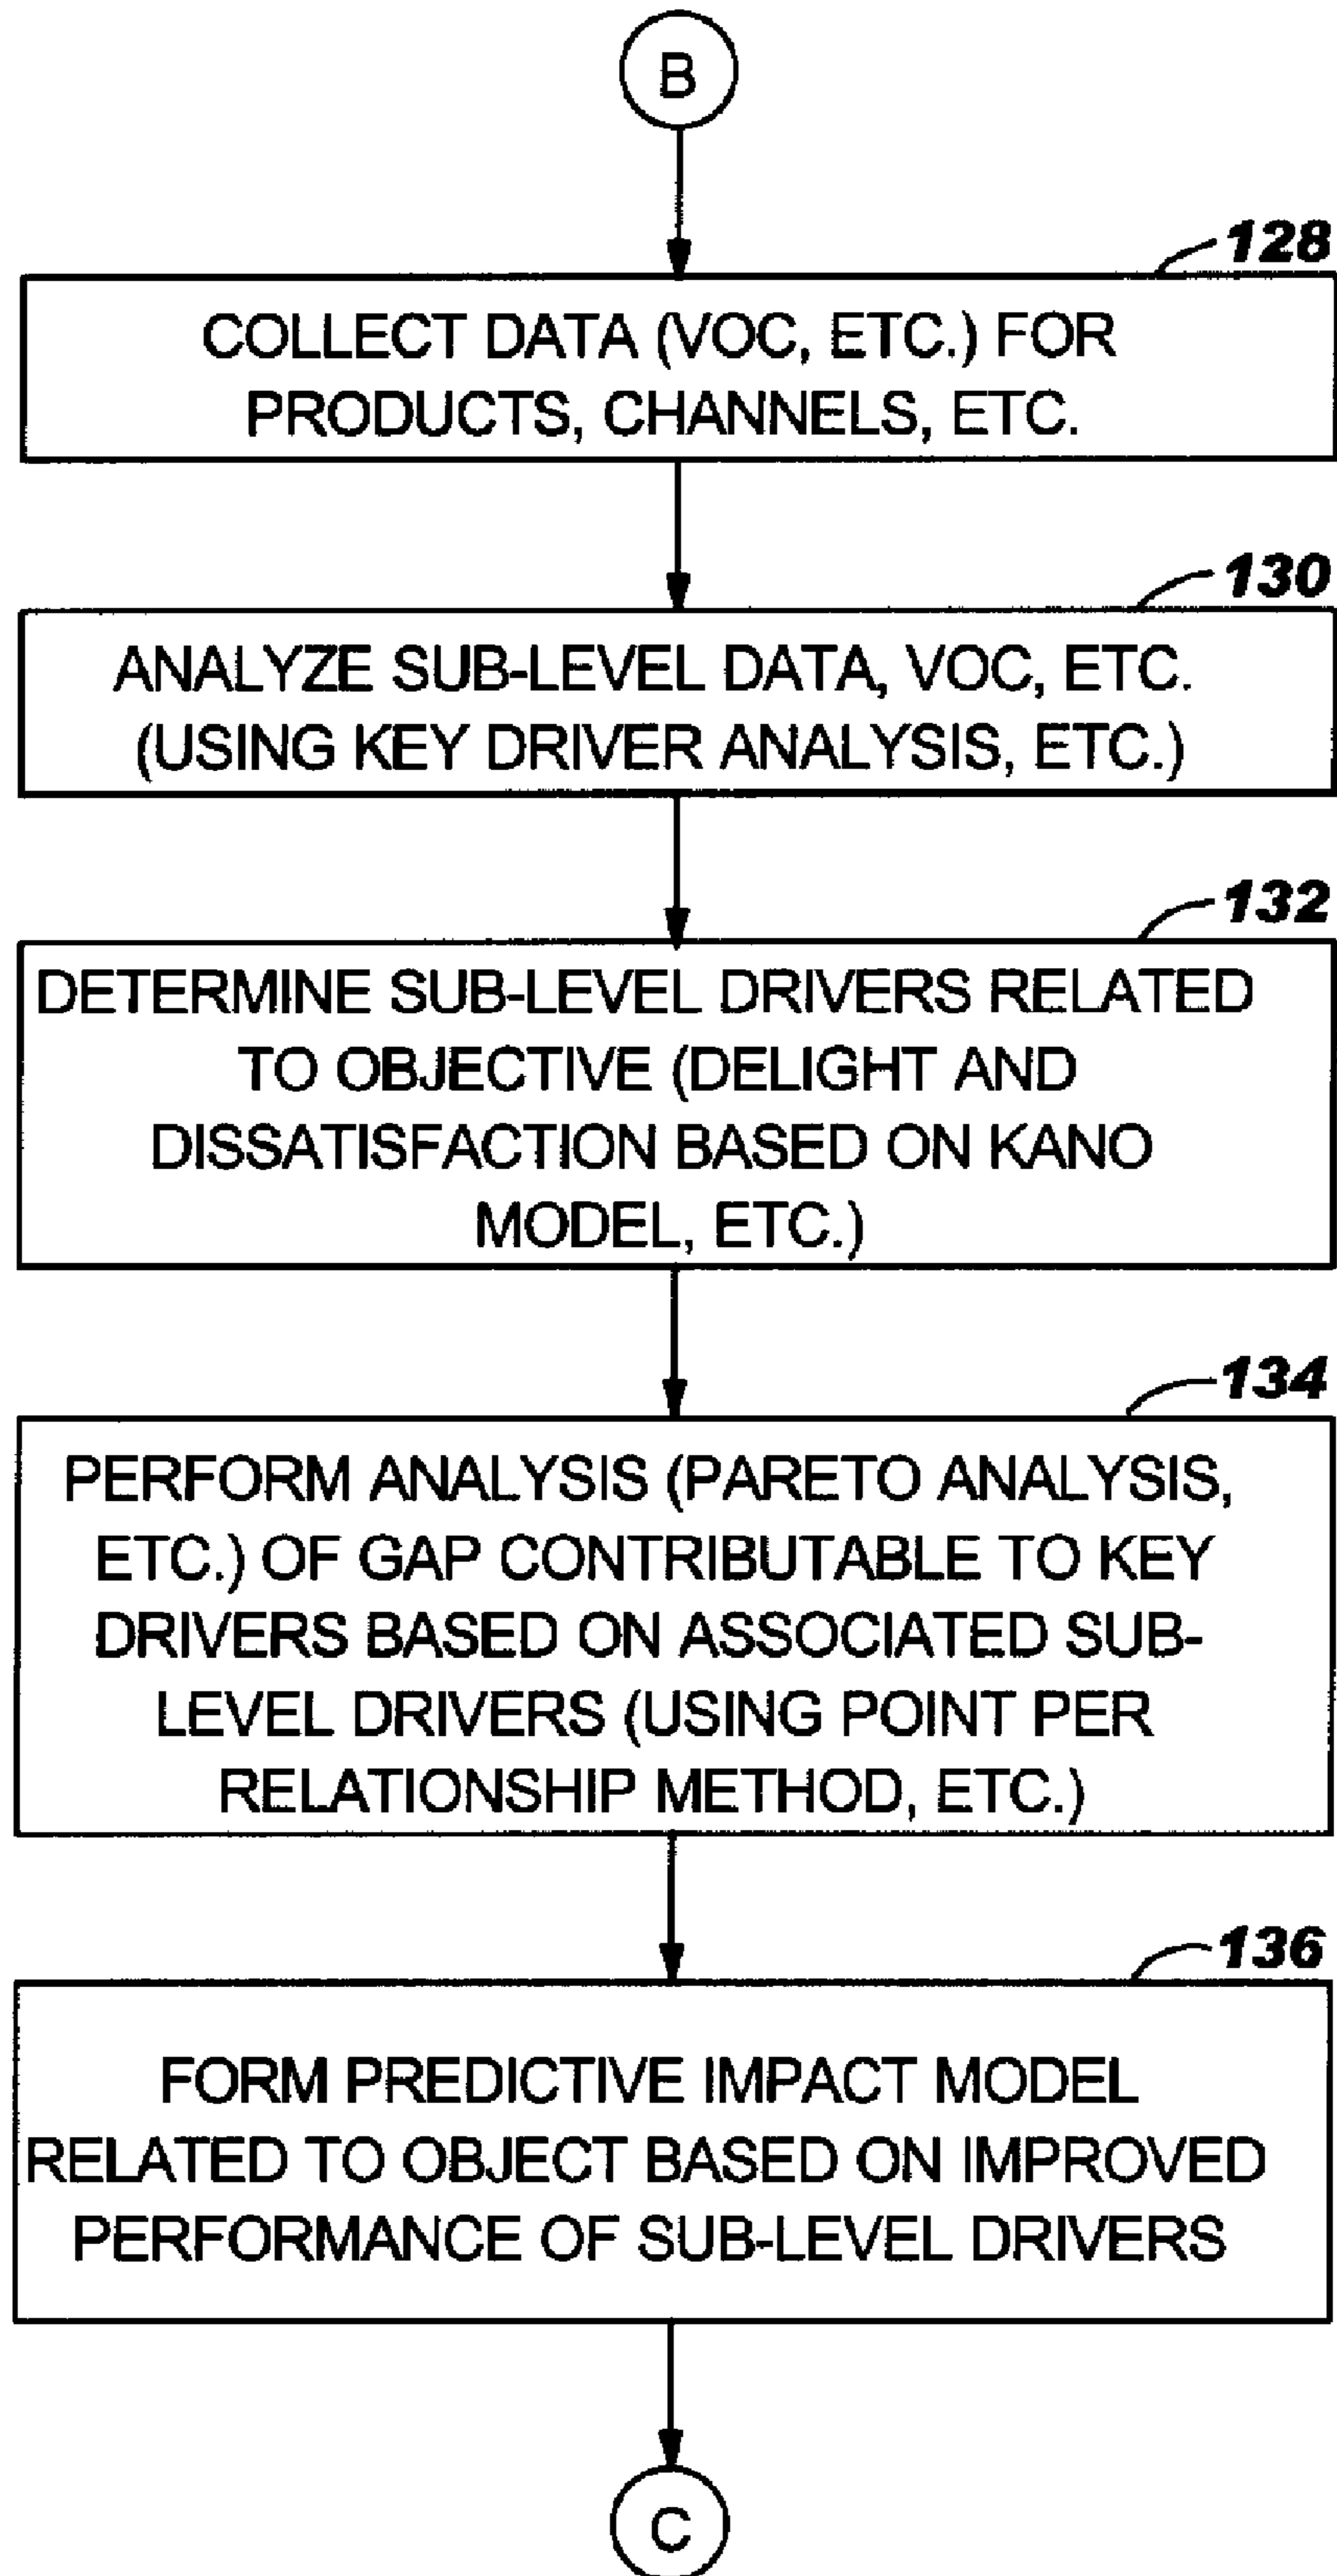 B
128
COLLECT DATA (VOC, ETC.) FOR
PRODUCTS, CHANNELS, ETC.
130
ANALYZE SUB-LEVEL DATA, VOC, ETC.
(USING KEY DRIVER ANALYSIS, ETC.)
132
DETERMINE SUB-LEVEL DRIVERS RELATED
TO OBJECTIVE (DELIGHT AND
DISSATISFACTION BASED ON KANO
MODEL, ETC.)
134
PERFORM ANALYSIS (PARETO ANALYSIS,
ETC.) OF GAP CONTRIBUTABLE TO KEY
DRIVERS BASED ON ASSOCIATED SUB-
LEVEL DRIVERS (USING POINT PER
RELATIONSHIP METHOD, ETC.)
136
FORM PREDICTIVE IMPACT MODEL
RELATED TO OBJECT BASED ON IMPROVED
PERFORMANCE OF SUB-LEVEL DRIVERS
C